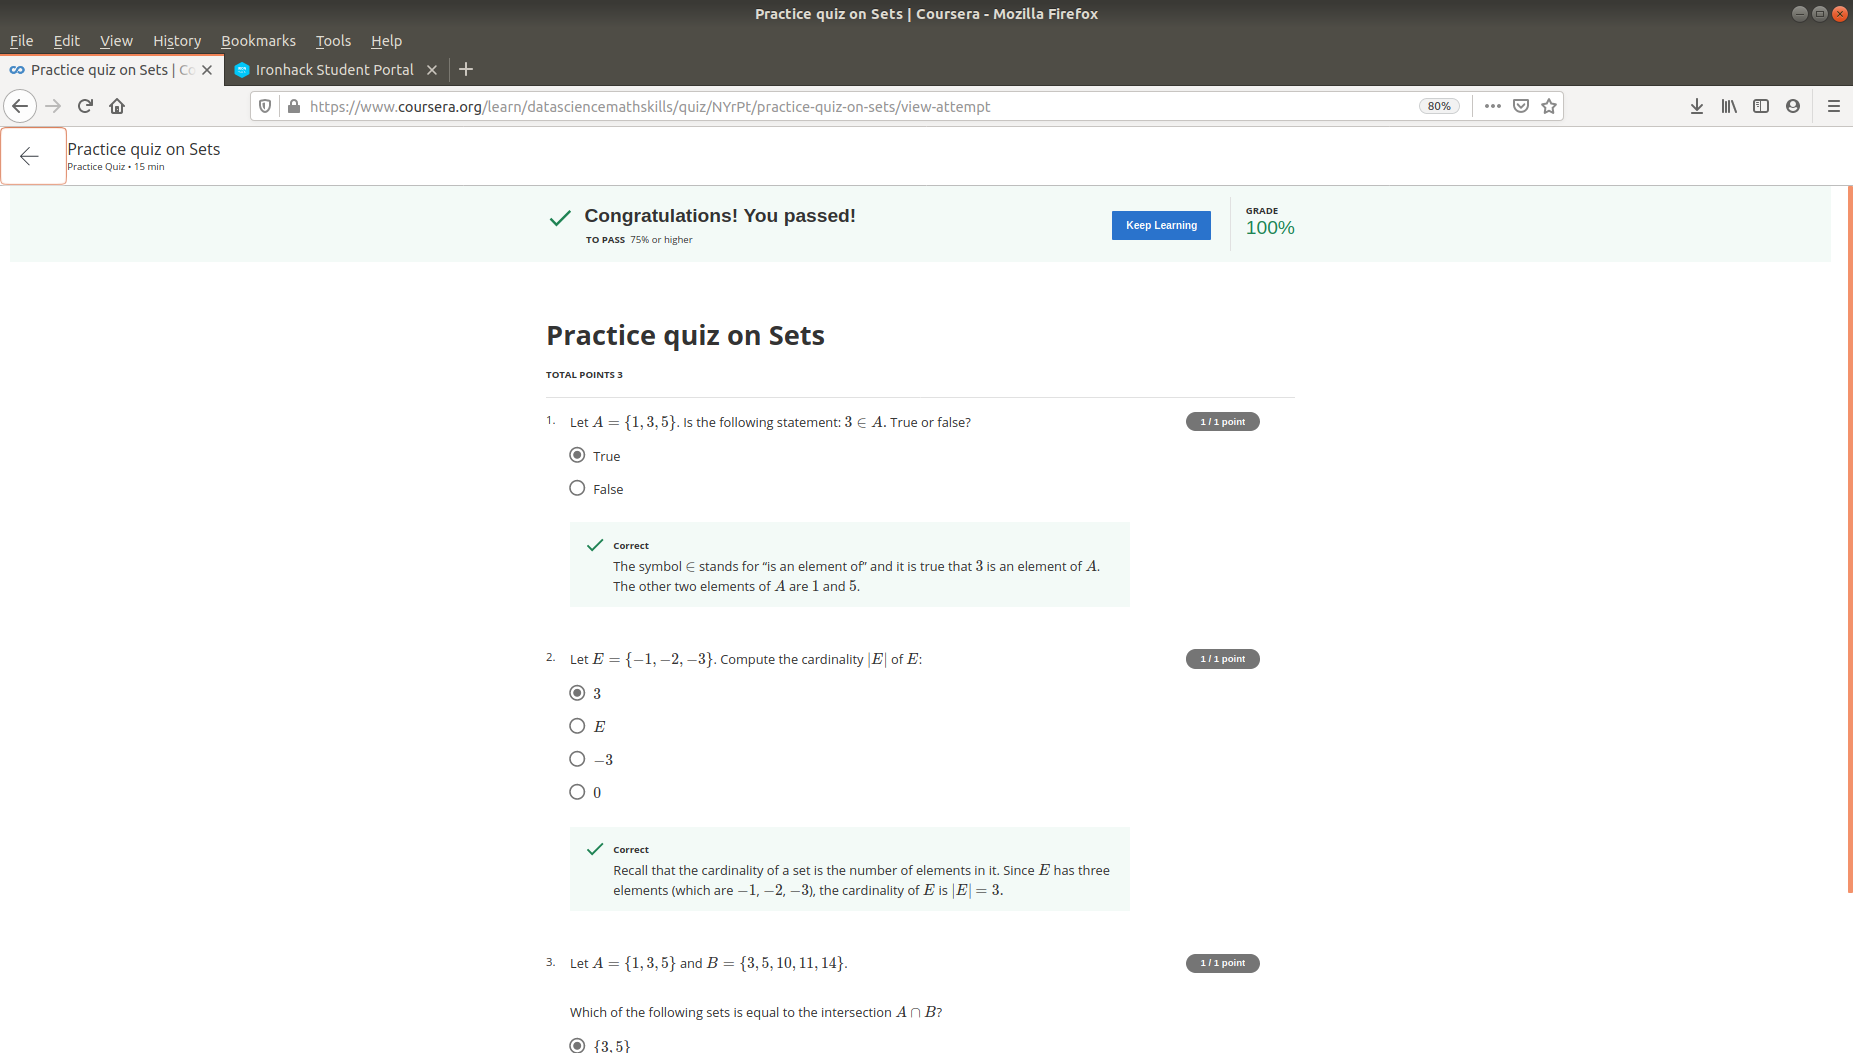 Practice quiz on Sets | Coursera - Mozilla Firefox
File Edit View History Bookmarks Tools Help
Practice quiz on Sets | Co
Ironhack Student Portal
https://www.coursera.org/learn/datasciencemathskills/quiz/NYrPt/practice-quiz-on-sets/view-attempt
80%
Practice quiz on Sets
Practice Quiz • 15 min
Congratulations! You passed!
TO PASS 75% or higher
Keep Learning
GRADE
100%
Practice quiz on Sets
TOTAL POINTS 3
1. Let A = {1, 3, 5}. Is the following statement: 3 ∈ A. True or false?
1 / 1 point
True
False
Correct
The symbol ∈ stands for “is an element of” and it is true that 3 is an element of A.
The other two elements of A are 1 and 5.
2. Let E = {−1, −2, −3}. Compute the cardinality |E| of E:
1 / 1 point
3
E
−3
0
Correct
Recall that the cardinality of a set is the number of elements in it. Since E has three
elements (which are −1, −2, −3), the cardinality of E is |E| = 3.
3. Let A = {1, 3, 5} and B = {3, 5, 10, 11, 14}.
1 / 1 point
Which of the following sets is equal to the intersection A ∩ B?
{3, 5}